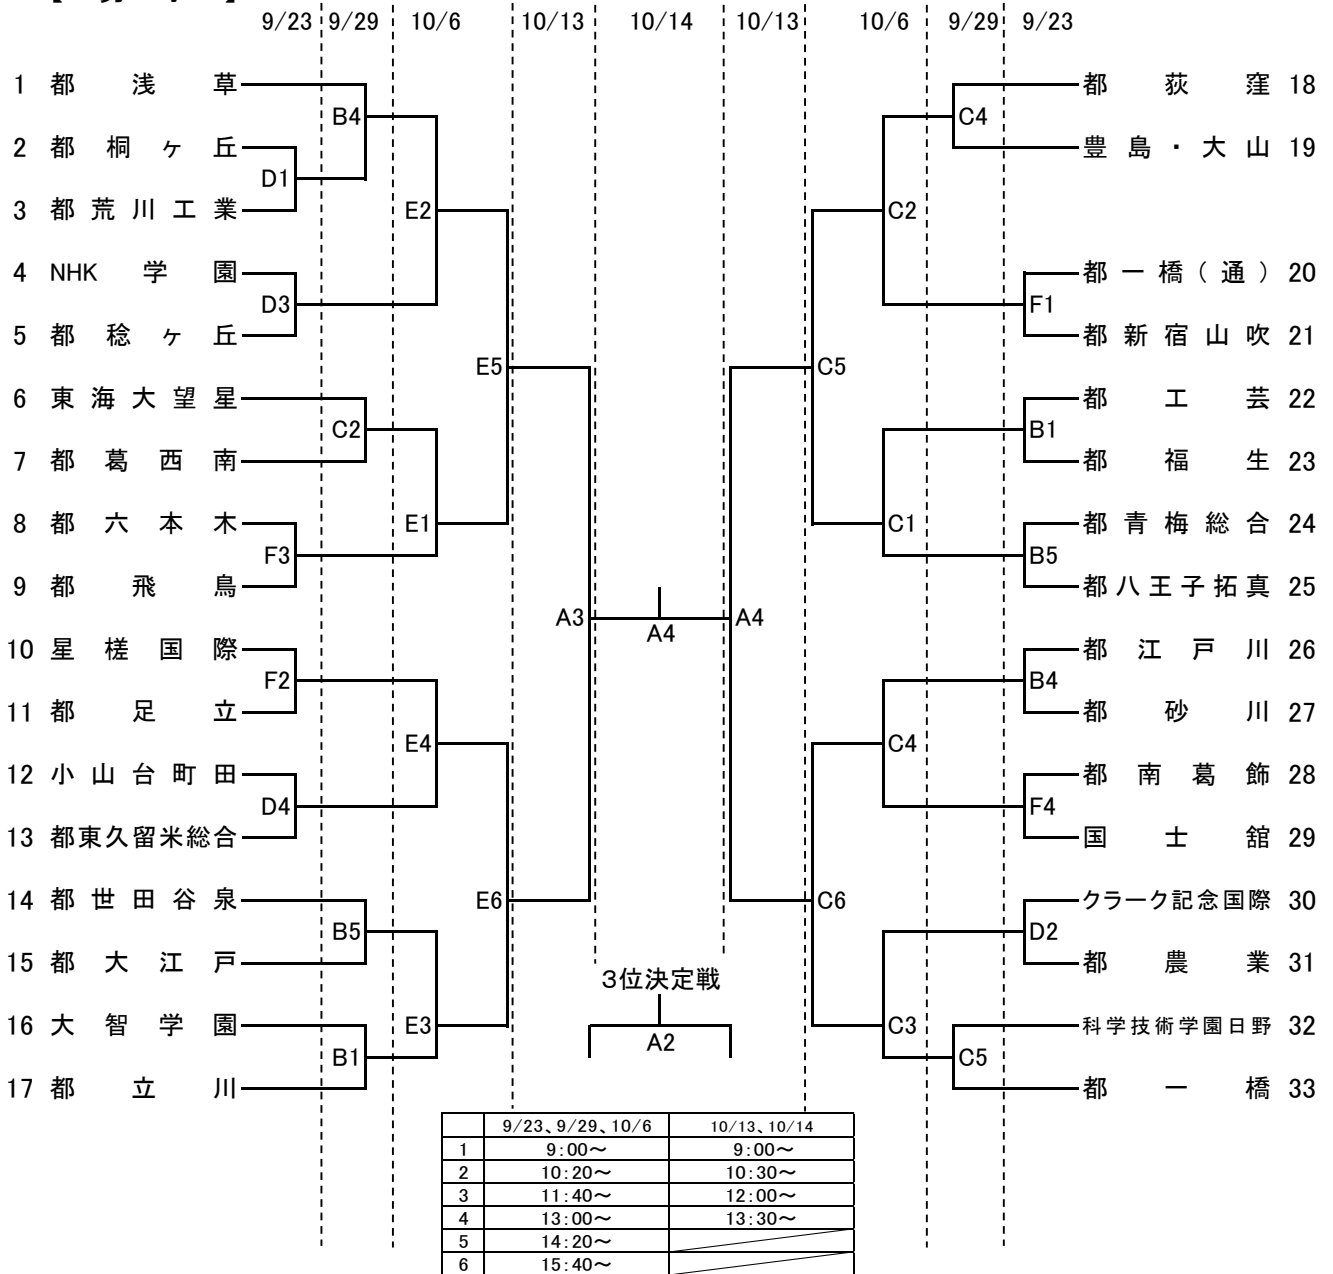 9/23 9/29 10/6 10/13 10/14 10/13 10/6 9/29 9/23
1 都浅草
B4
2 都桐ヶ丘
D1
3 都荒川工業
E2
4 NHK学園
D3
5 都稔ヶ丘
E5
6 東海大望星
C2
7 都葛西南
8 都六本木
E1
F3
9 都飛鳥
A3
10 星槎国際
F2
11 都足立
E4
12 小山台町田
D4
13 都東久留米総合
14 都世田谷泉
E6
B5
15 都大江戸
16 大智学園
E3
B1
17 都立川
A4
3位決定戦
A2
都荻窪 18
C4
豊島・大山 19
C2
都一橋(通) 20
F1
都新宿山吹 21
C5
都工芸 22
B1
都福生 23
都青梅総合 24
C1
B5
都八王子拓真 25
A4
都江戸川 26
B4
都砂川 27
C4
都南葛飾 28
F4
国士舘 29
クラーク記念国際 30
C6
D2
都農業 31
科学技術学園日野 32
C3
C5
都一橋 33
9/23、9/29、10/6 10/13、10/14
1 9:00～ 9:00～
2 10:20～ 10:30～
3 11:40～ 12:00～
4 13:00～ 13:30～
5 14:20～
6 15:40～